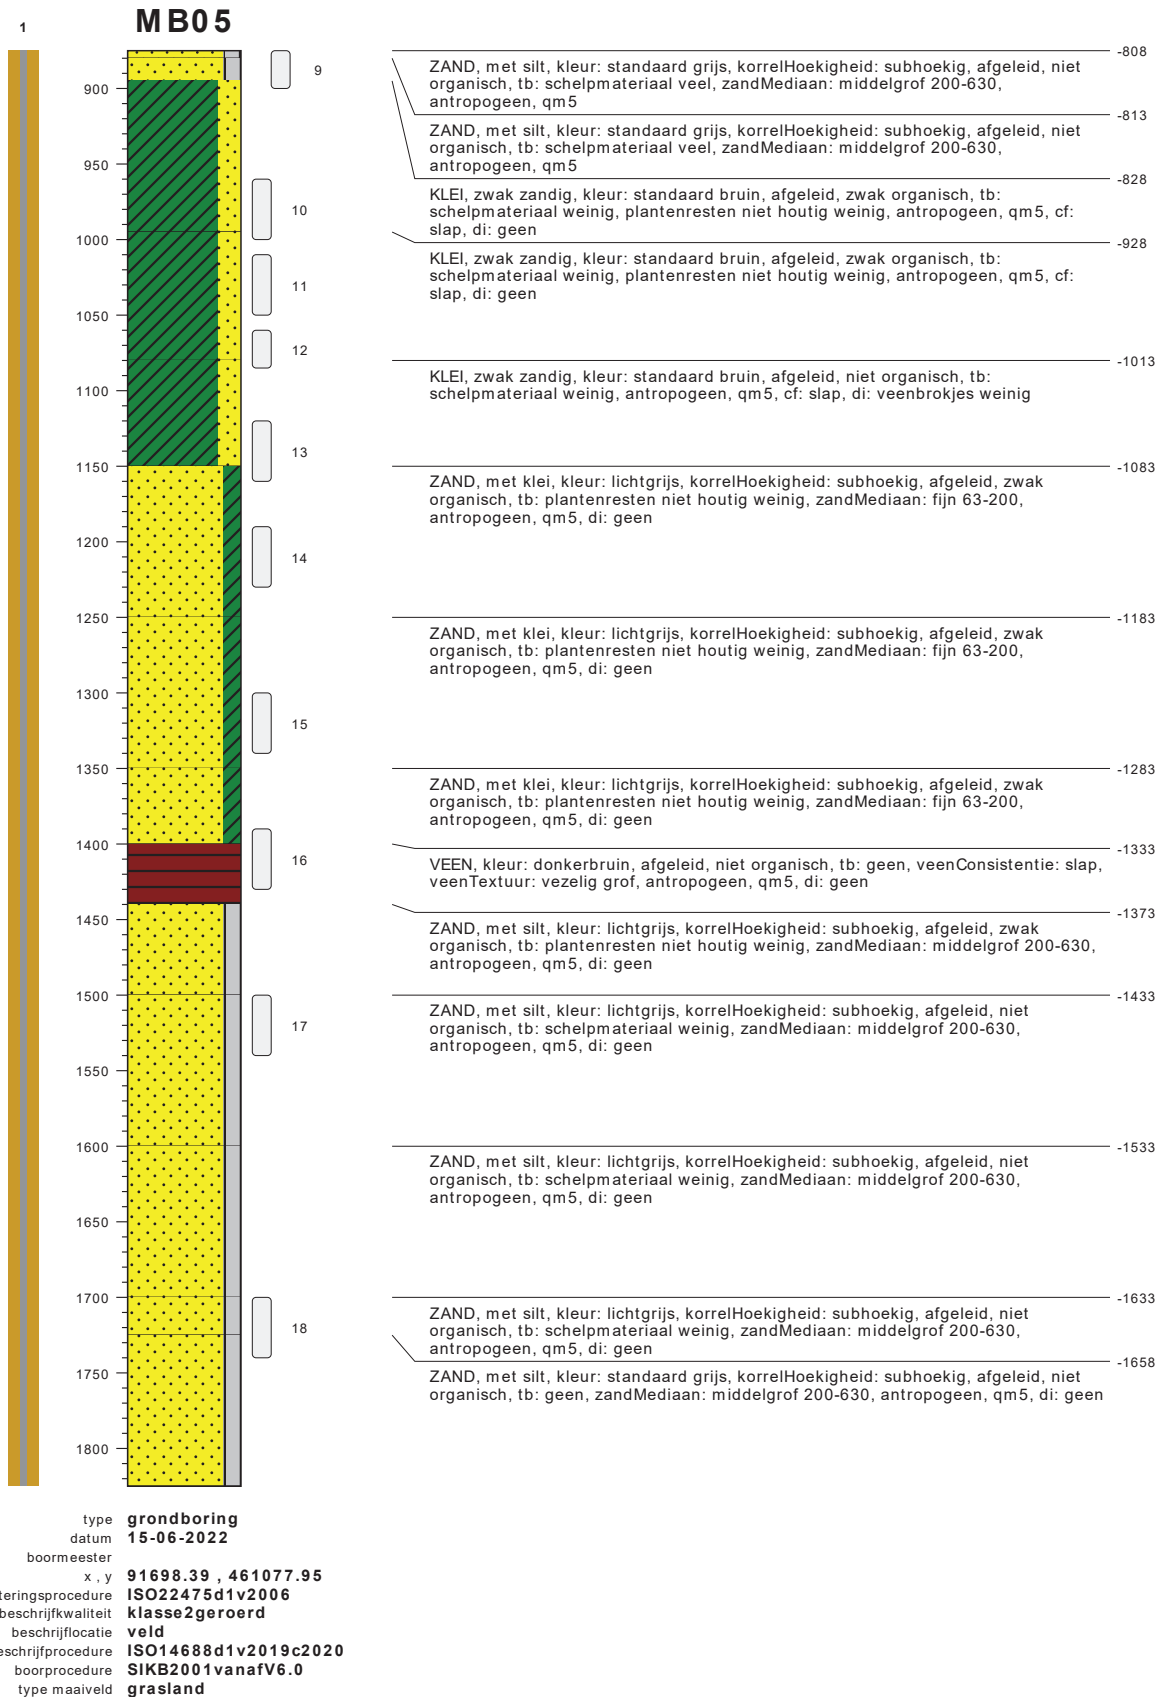 1
MB05
9
900
950
10
1000
11
1050
12
1100
13
1150
1200
14
1250
1300
15
1350
1400
16
1450
1500
17
1550
1600
1650
1700
18
1750
1800
-808
ZAND, met silt, kleur: standaard grijs, korrelHoekigheid: subhoekig, afgeleid, niet
organisch, tb: schelpmateriaal veel, zandMediaan: middelgrof 200-630,
antropogeen, qm5
-813
ZAND, met silt, kleur: standaard grijs, korrelHoekigheid: subhoekig, afgeleid, niet
organisch, tb: schelpmateriaal veel, zandMediaan: middelgrof 200-630,
antropogeen, qm5
-828
KLEI, zwak zandig, kleur: standaard bruin, afgeleid, zwak organisch, tb:
schelpmateriaal weinig, plantenresten niet houtig weinig, antropogeen, qm5, cf:
slap, di: geen
-928
KLEI, zwak zandig, kleur: standaard bruin, afgeleid, zwak organisch, tb:
schelpmateriaal weinig, plantenresten niet houtig weinig, antropogeen, qm5, cf:
slap, di: geen
-1013
KLEI, zwak zandig, kleur: standaard bruin, afgeleid, niet organisch, tb:
schelpmateriaal weinig, antropogeen, qm5, cf: slap, di: veenbrokjes weinig
-1083
ZAND, met klei, kleur: lichtgrijs, korrelHoekigheid: subhoekig, afgeleid, zwak
organisch, tb: plantenresten niet houtig weinig, zandMediaan: fijn 63-200,
antropogeen, qm5, di: geen
-1183
ZAND, met klei, kleur: lichtgrijs, korrelHoekigheid: subhoekig, afgeleid, zwak
organisch, tb: plantenresten niet houtig weinig, zandMediaan: fijn 63-200,
antropogeen, qm5, di: geen
-1283
ZAND, met klei, kleur: lichtgrijs, korrelHoekigheid: subhoekig, afgeleid, zwak
organisch, tb: plantenresten niet houtig weinig, zandMediaan: fijn 63-200,
antropogeen, qm5, di: geen
-1333
VEEN, kleur: donkerbruin, afgeleid, niet organisch, tb: geen, veenConsistentie: slap,
veenTextuur: vezelig grof, antropogeen, qm5, di: geen
-1373
ZAND, met silt, kleur: lichtgrijs, korrelHoekigheid: subhoekig, afgeleid, zwak
organisch, tb: plantenresten niet houtig weinig, zandMediaan: middelgrof 200-630,
antropogeen, qm5, di: geen
-1433
ZAND, met silt, kleur: lichtgrijs, korrelHoekigheid: subhoekig, afgeleid, niet
organisch, tb: schelpmateriaal weinig, zandMediaan: middelgrof 200-630,
antropogeen, qm5, di: geen
-1533
ZAND, met silt, kleur: lichtgrijs, korrelHoekigheid: subhoekig, afgeleid, niet
organisch, tb: schelpmateriaal weinig, zandMediaan: middelgrof 200-630,
antropogeen, qm5, di: geen
-1633
ZAND, met silt, kleur: lichtgrijs, korrelHoekigheid: subhoekig, afgeleid, niet
organisch, tb: schelpmateriaal weinig, zandMediaan: middelgrof 200-630,
antropogeen, qm5, di: geen
-1658
ZAND, met silt, kleur: standaard grijs, korrelHoekigheid: subhoekig, afgeleid, niet
organisch, tb: geen, zandMediaan: middelgrof 200-630, antropogeen, qm5, di: geen
type grondboring
datum 15-06-2022
boormeester
x , y 91698.39 , 461077.95
teringsprocedure ISO22475d1v2006
beschrijfkwaliteit klasse2geroerd
beschrijflocatie veld
eschrijfprocedure ISO14688d1v2019c2020
boorprocedure SIKB2001vanafV6.0
type maaiveld grasland